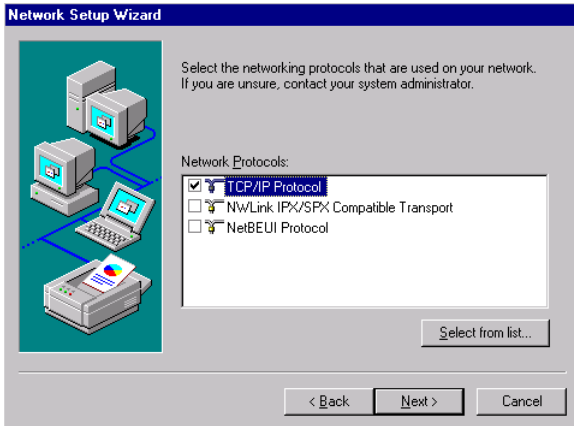 Network Setup Wizard
Select the networking protocols that are used on your network.
If you are unsure, contact your system administrator.
Network Protocols:
TCP/IP Protocol
NWLink IPX/SPX Compatible Transport
NetBEUI Protocol
Select from list...
< Back Next > Cancel